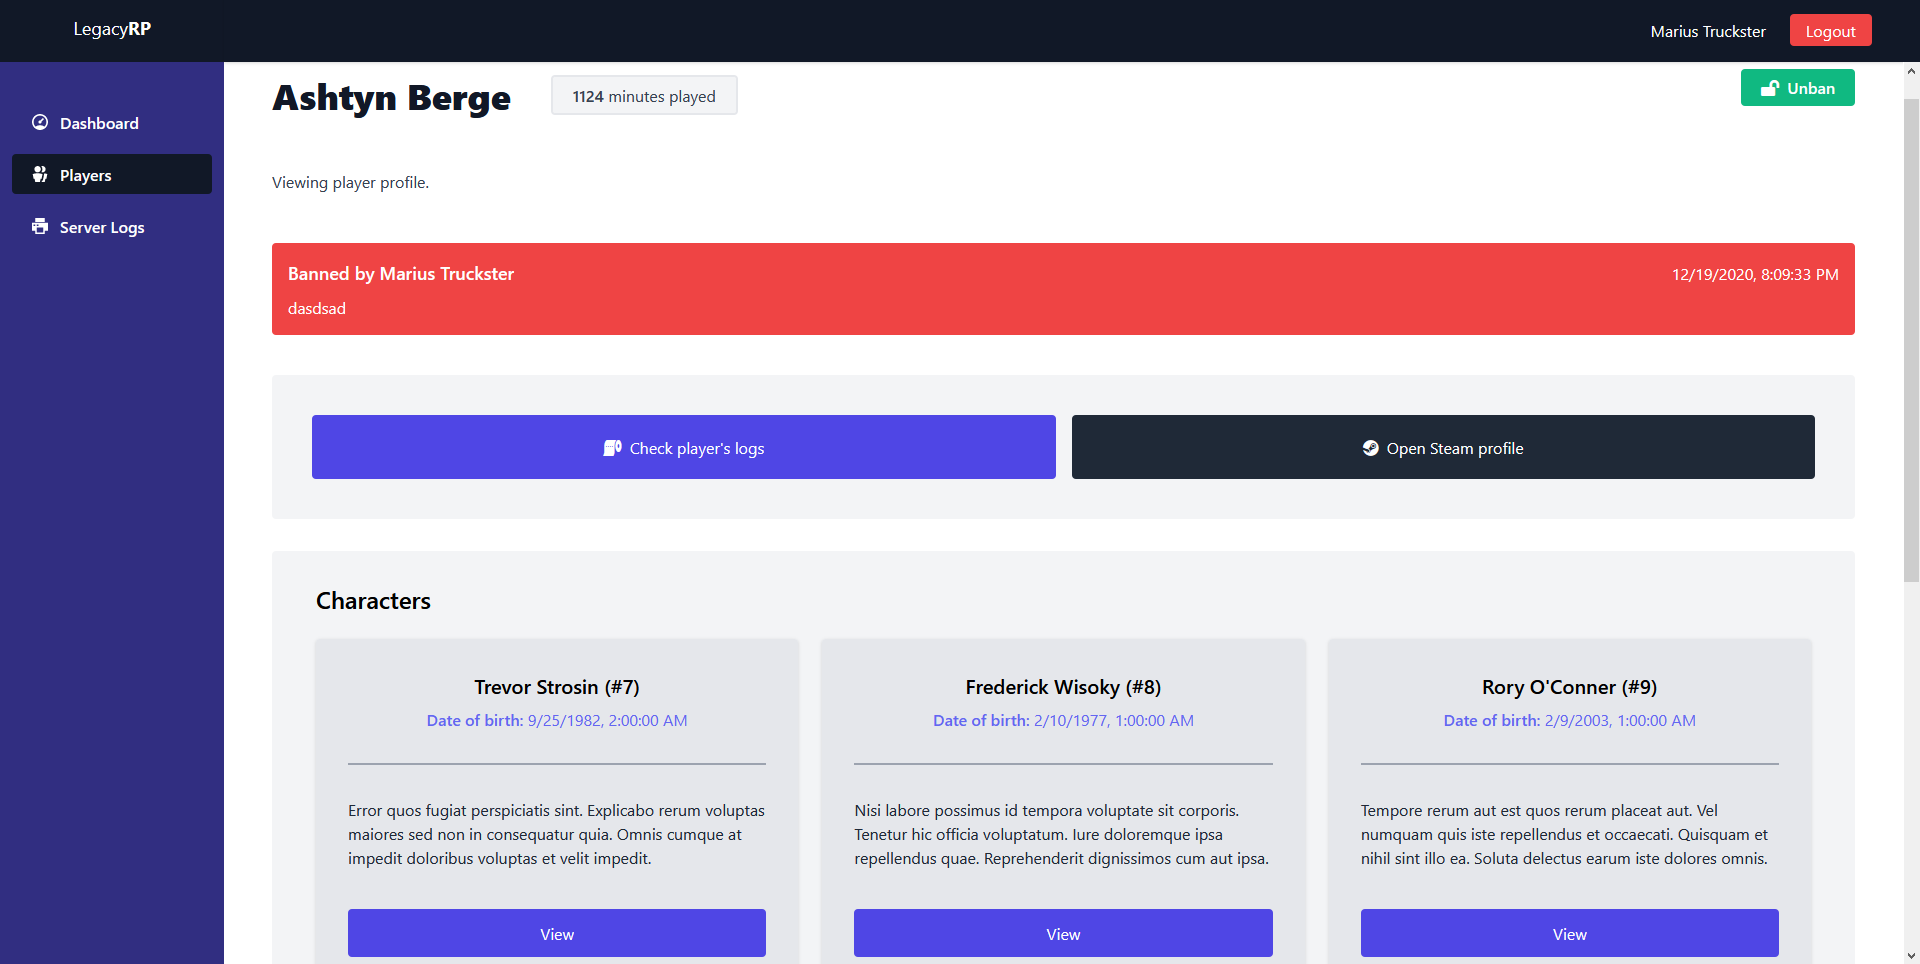 LegacyRP
Marius Truckster
Logout
Dashboard
Players
Server Logs
Ashtyn Berge
1124 minutes played
Unban
Viewing player profile.
Banned by Marius Truckster
12/19/2020, 8:09:33 PM
dasdsad
Check player's logs
Open Steam profile
Characters
Trevor Strosin (#7)
Date of birth: 9/25/1982, 2:00:00 AM
Error quos fugiat perspiciatis sint. Explicabo rerum voluptas
maiores sed non in consequatur quia. Omnis cumque at
impedit doloribus voluptas et velit impedit.
View
Frederick Wisoky (#8)
Date of birth: 2/10/1977, 1:00:00 AM
Nisi labore possimus id tempora voluptate sit corporis.
Tenetur hic officia voluptatum. Iure doloremque ipsa
repellendus quae. Reprehenderit dignissimos cum aut ipsa.
View
Rory O'Conner (#9)
Date of birth: 2/9/2003, 1:00:00 AM
Tempore rerum aut est quos rerum placeat aut. Vel
numquam quis iste repellendus et occaecati. Quisquam et
nihil sint illo ea. Soluta delectus earum iste dolores omnis.
View